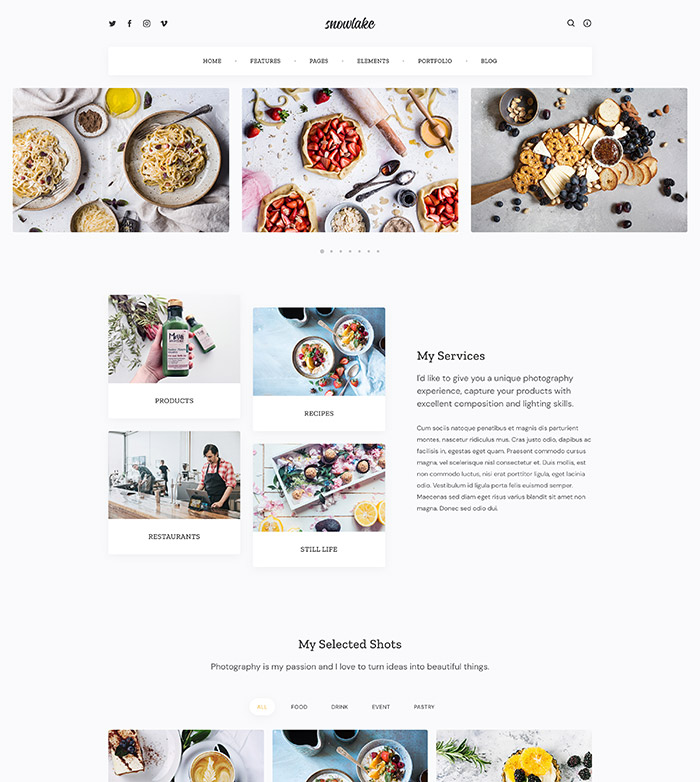 snowlake
HOME
FEATURES
PAGES
ELEMENTS
PORTFOLIO
BLOG
PRODUCTS
RECIPES
RESTAURANTS
STILL LIFE
My Services
I'd like to give you a unique photography
experience, capture your products with
excellent composition and lighting skills.
Cum sociis natoque penatibus et magnis dis parturient
montes, nascetur ridiculus mus. Cras justo odio, dapibus ac
facilisis in, egestas eget quam. Praesent commodo cursus
magna, vel scelerisque nisl consectetur et. Duis mollis, est
non commodo luctus, nisi erat porttitor ligula, eget lacinia
odio. Vestibulum id ligula porta felis euismod semper.
Maecenas sed diam eget risus varius blandit sit amet non
magna. Donec sed odio dui.
My Selected Shots
Photography is my passion and I love to turn ideas into beautiful things.
ALL
FOOD
DRINK
EVENT
PASTRY